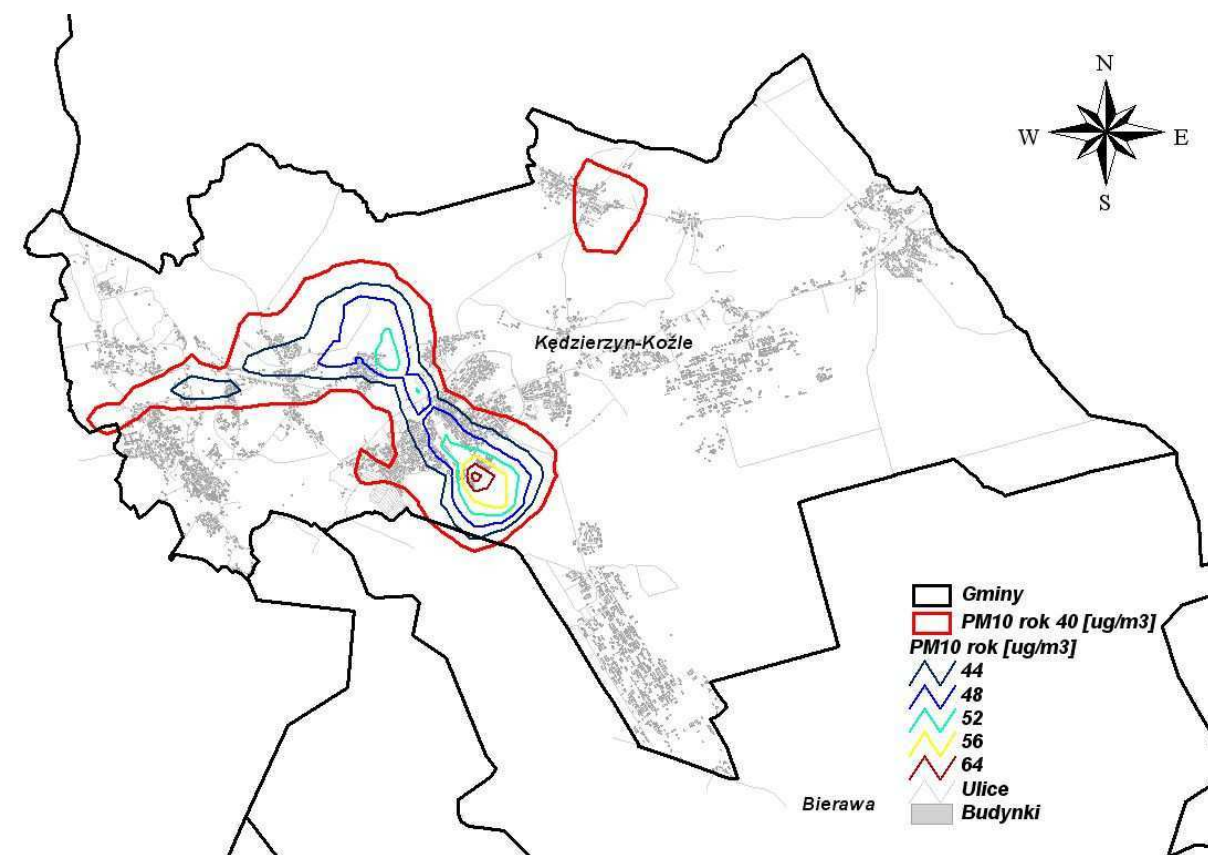 N
W
E
S
Kędzierzyn-Koźle
Gminy
PM10 rok 40 [ug/m3]
PM10 rok [ug/m3]
44
48
52
56
64
Ulice
Budynki
Bierawa